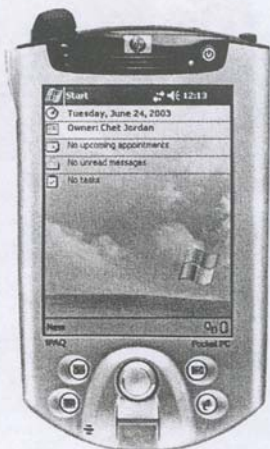 hp
Start 12:13
Tuesday, June 24, 2003
Owner: Chet Jordan
No upcoming appointments
No unread messages
No tasks
New
iPAQ Pocket PC